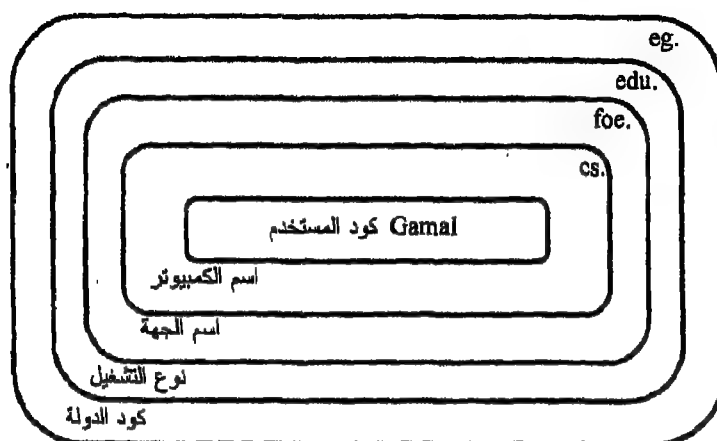 eg.
edu.
foe.
cs.
Gamal كود المستخدم
اسم الكمبيوتر
اسم الجهة
نوع التشغيل
كود الدولة